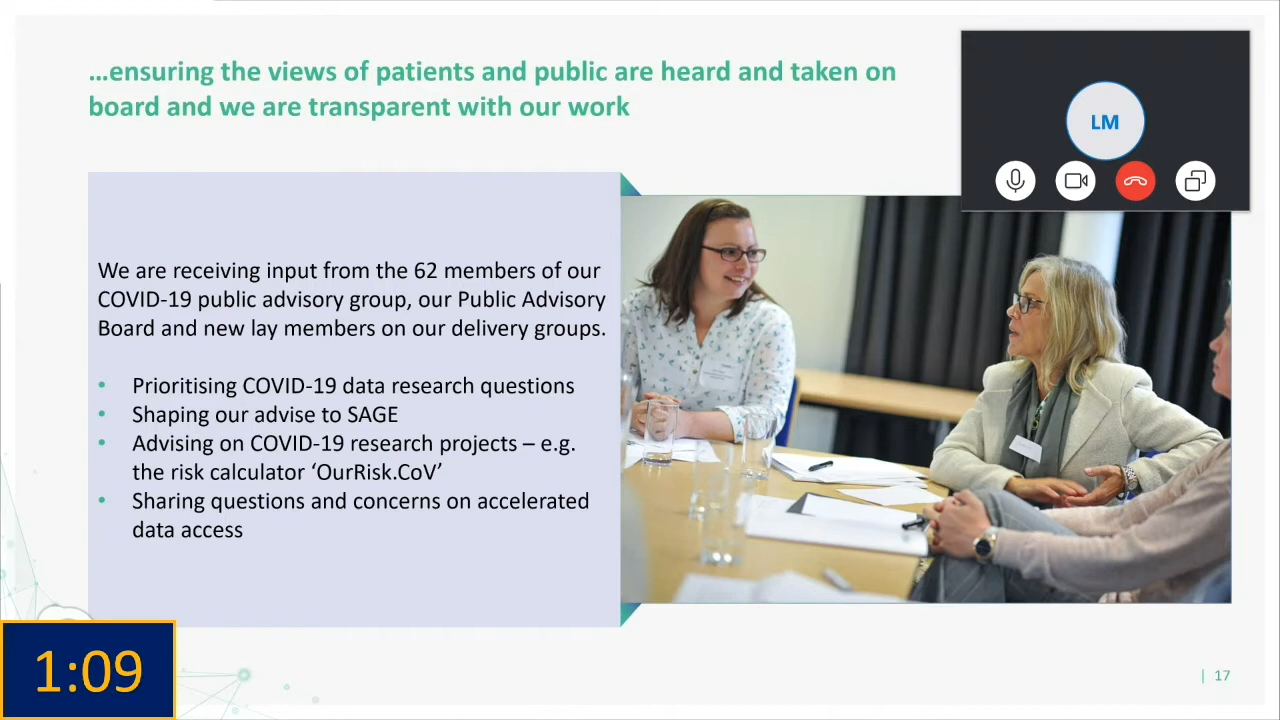 …ensuring the views of patients and public are heard and taken on
board and we are transparent with our work
LM
We are receiving input from the 62 members of our
COVID-19 public advisory group, our Public Advisory
Board and new lay members on our delivery groups.
• Prioritising COVID-19 data research questions
• Shaping our advise to SAGE
• Advising on COVID-19 research projects – e.g.
the risk calculator ‘OurRisk.CoV’
• Sharing questions and concerns on accelerated
data access
1:09
| 17